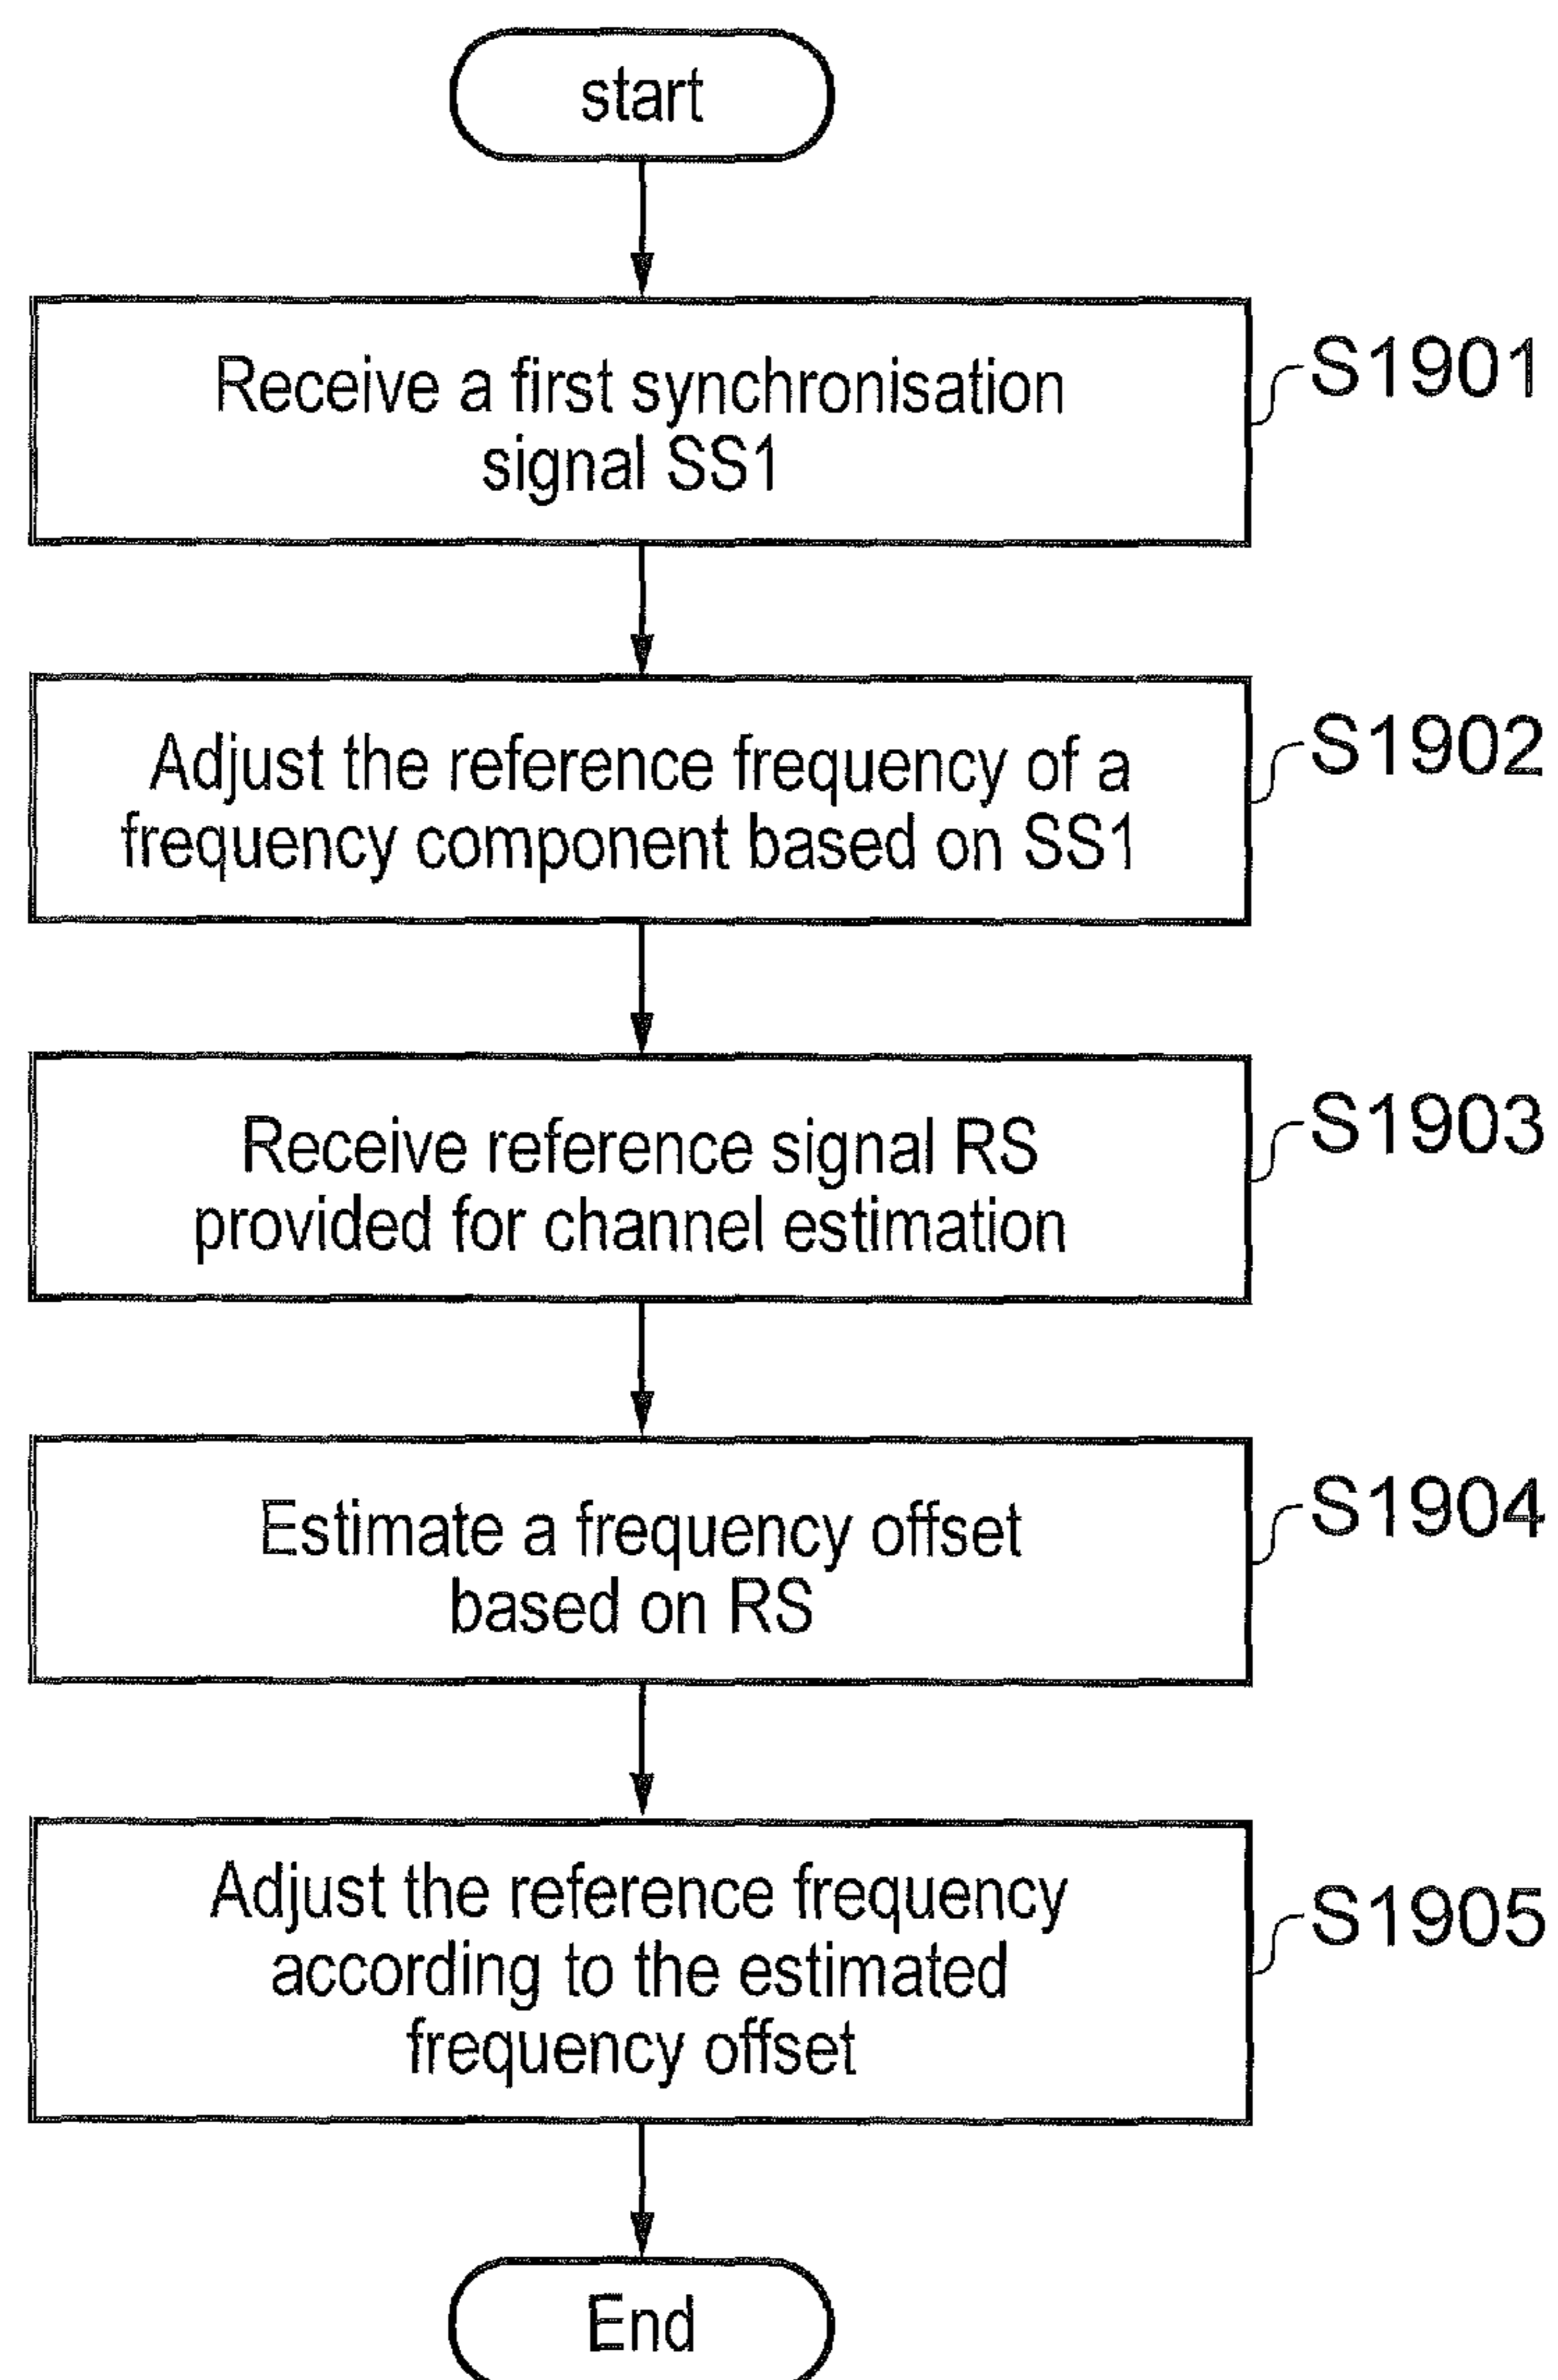 start
Receive a first synchronisation
signal SS1
S1901
Adjust the reference frequency of a
frequency component based on SS1
S1902
Receive reference signal RS
provided for channel estimation
S1903
Estimate a frequency offset
based on RS
S1904
Adjust the reference frequency
according to the estimated
frequency offset
S1905
End